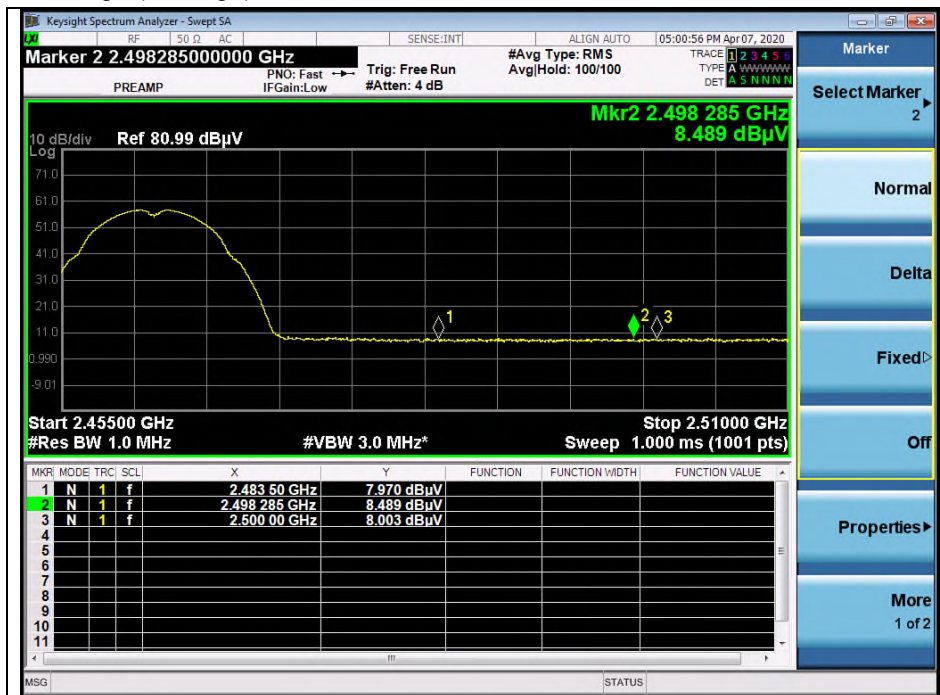 Keysight Spectrum Analyzer - Swept SA
LXI RF 50 Ω AC SENSE:INT ALIGN AUTO 05:00:56 PM Apr 07, 2020
Marker 2 2.498285000000 GHz
PREAMP
PNO: Fast
IFGain:Low
Trig: Free Run
#Atten: 4 dB
#Avg Type: RMS
Avg|Hold: 100/100
TRACE 1 2 3 4 5 6
TYPE A WWWWW
DET A S N N N N
Mkr2 2.498 285 GHz
8.489 dBµV
10 dB/div Ref 80.99 dBµV
Log
71.0
61.0
51.0
41.0
31.0
21.0
11.0
0.990
-9.01
1
2
3
Start 2.45500 GHz
Stop 2.51000 GHz
#Res BW 1.0 MHz
#VBW 3.0 MHz*
Sweep 1.000 ms (1001 pts)
MKR MODE TRC SCL X Y FUNCTION FUNCTION WIDTH FUNCTION VALUE
1 N 1 f 2.483 50 GHz 7.970 dBµV
2 N 1 f 2.498 285 GHz 8.489 dBµV
3 N 1 f 2.500 00 GHz 8.003 dBµV
4
5
6
7
8
9
10
11
MSG
STATUS
Marker
Select Marker
2
Normal
Delta
Fixed
Off
Properties
More
1 of 2